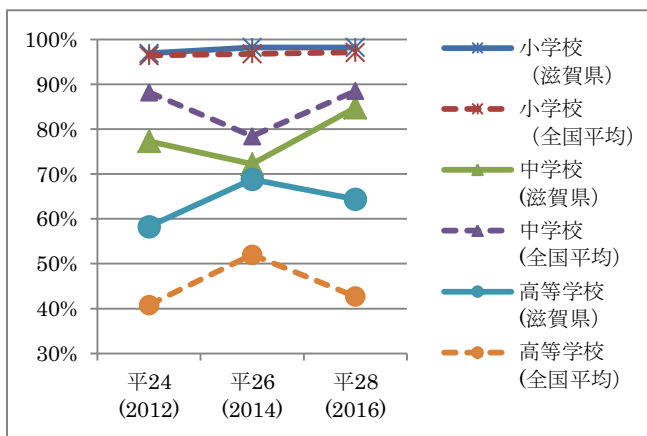 100%
90%
80%
70%
60%
50%
40%
30%
平24
(2012)
平26
(2014)
平28
(2016)
小学校
（滋賀県）
小学校
（全国平均）
中学校
(滋賀県）
中学校
(全国平均）
高等学校
(滋賀県）
高等学校
(全国平均）